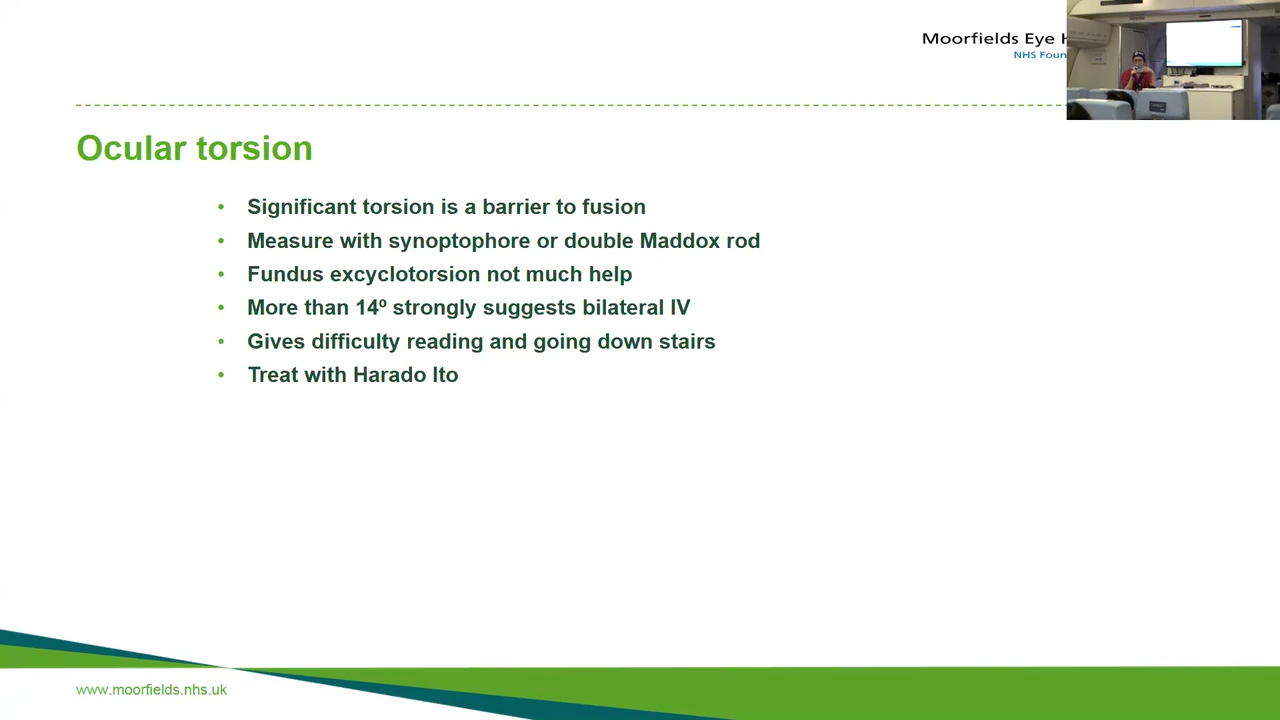 Moorfields Eye
NHS
Ocular torsion
• Significant torsion is a barrier to fusion
• Measure with synoptophore or double Maddox rod
• Fundus excyclotorsion not much help
• More than 14º strongly suggests bilateral IV
• Gives difficulty reading and going down stairs
• Treat with Harado Ito
www.moorfields.nhs.uk